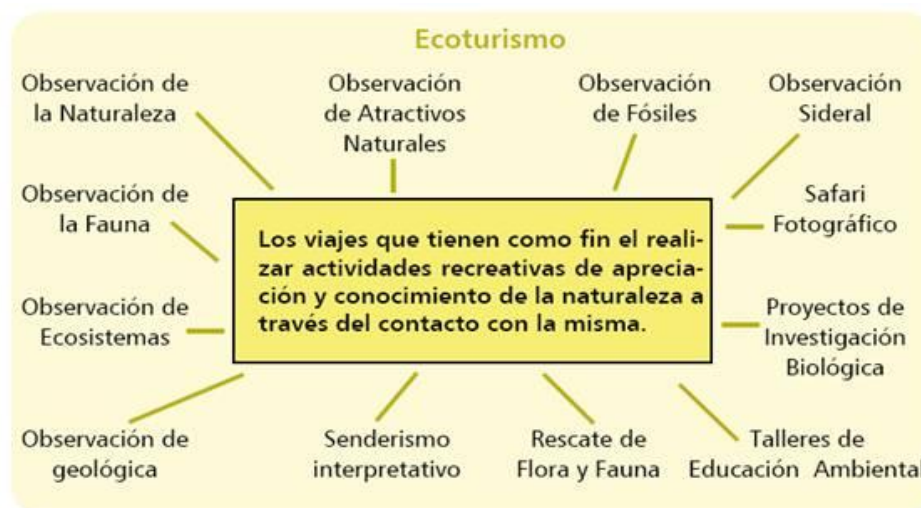 Ecoturismo
Observación de
la Naturaleza
Observación
de Atractivos
Naturales
Observación
de Fósiles
Observación
Sideral
Observación de
la Fauna
Safari
Fotográfico
Los viajes que tienen como fin el reali-
zar actividades recreativas de aprecia-
ción y conocimiento de la naturaleza a
través del contacto con la misma.
Observación de
Ecosistemas
Proyectos de
Investigación
Biológica
Observación de
geológica
Senderismo
interpretativo
Rescate de
Flora y Fauna
Talleres de
Educación Ambiental